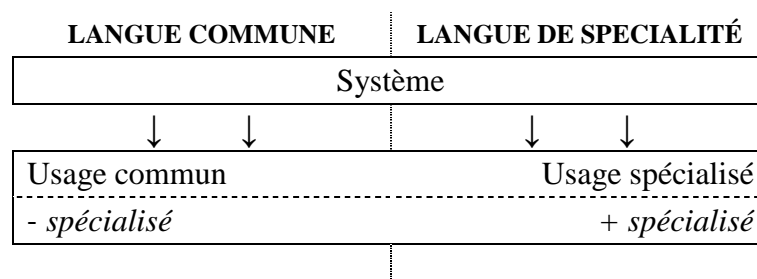 LANGUE COMMUNE LANGUE DE SPECIALITÉ
Système
↓ ↓ ↓ ↓
Usage commun Usage spécialisé
- spécialisé + spécialisé